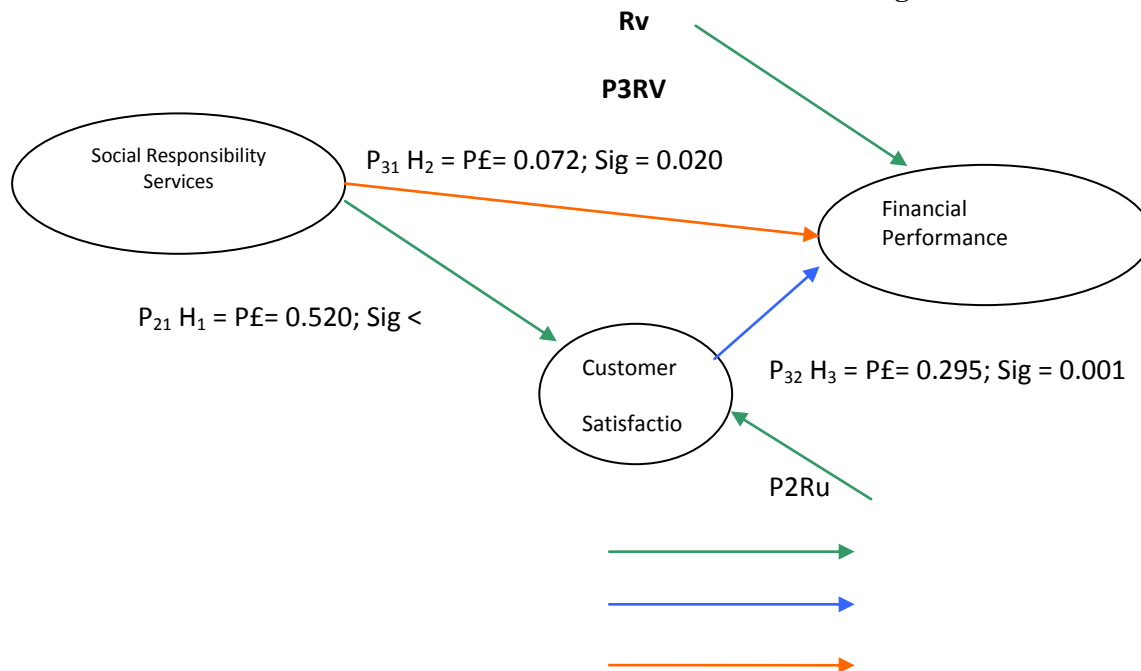 Rv
P3RV
Social Responsibility
Services
P₃₁ H₂ = P£= 0.072; Sig = 0.020
Financial
Performance
P₂₁ H₁ = P£= 0.520; Sig <
Customer
Satisfactio
P₃₂ H₃ = P£= 0.295; Sig = 0.001
P2Ru